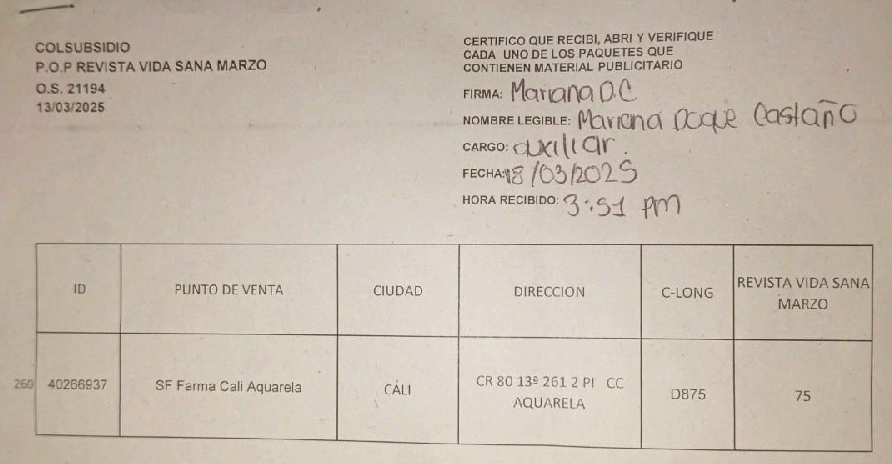 COLSUBSIDIO
P.O.P REVISTA VIDA SANA MARZO
O.S. 21194
13/03/2025
CERTIFICO QUE RECIBI, ABRI Y VERIFIQUE
CADA UNO DE LOS PAQUETES QUE
CONTIENEN MATERIAL PUBLICITARIO
FIRMA: Mariana D.C
NOMBRE LEGIBLE: Mariana Duque Castaño
CARGO: auxiliar.
FECHA: 18/03/2025
HORA RECIBIDO: 3:51 pm
ID PUNTO DE VENTA CIUDAD DIRECCION C-LONG REVISTA VIDA SANA
MARZO
260 40266937 SF Farma Cali Aquarela CALI CR 80 13ª 261 2 PI CC
AQUARELA D875 75